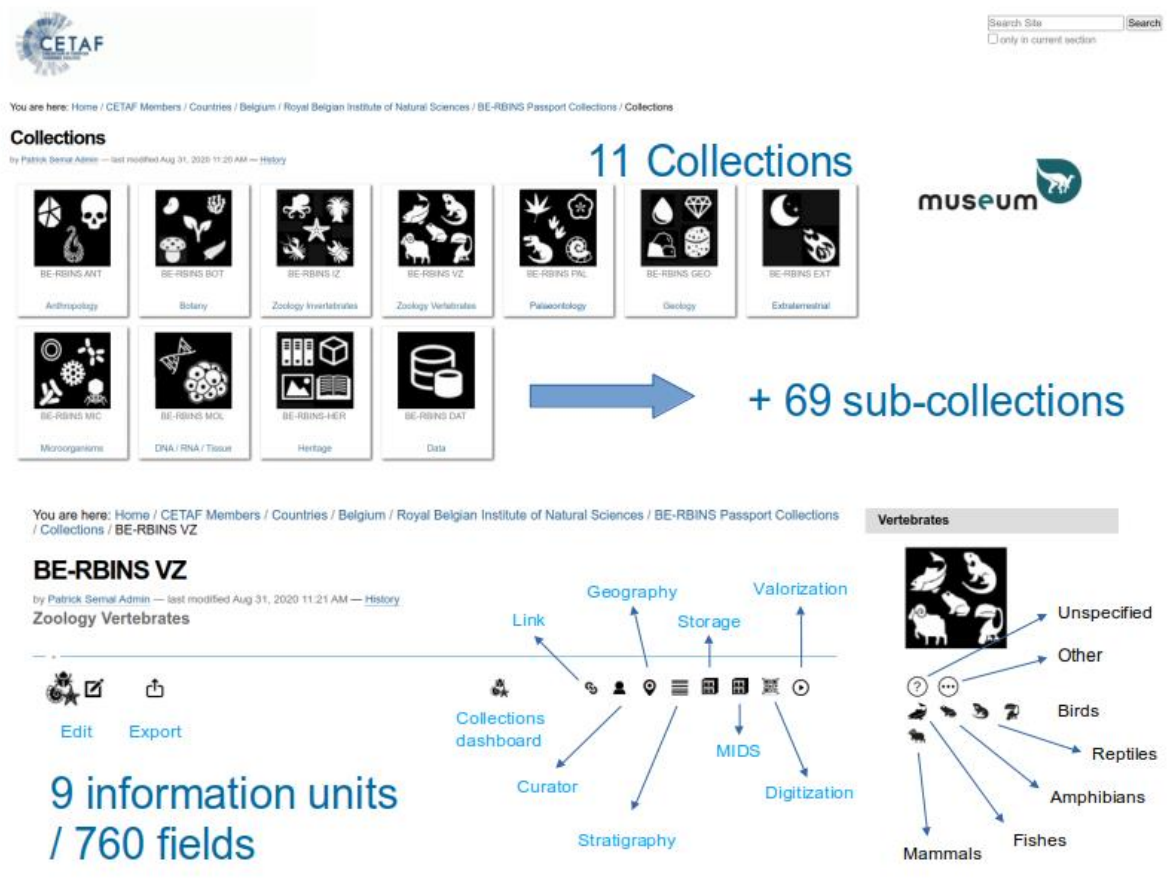 CETAF
Search Site
Search
only in current section
You are here: Home / CETAF Members / Countries / Belgium / Royal Belgian Institute of Natural Sciences / BE-RBINS Passport Collections / Collections
Collections
by Patrick Semal Admin — last modified Aug 31, 2020 11:20 AM — History
11 Collections
museum
BE-RBINS ANT
BE-RBINS BOT
BE-RBINS IZ
BE-RBINS VZ
BE-RBINS PAL
BE-RBINS GEO
BE-RBINS EXT
Anthropology
Botany
Zoology Invertebrates
Zoology Vertebrates
Palaeontology
Geology
Extraterrestrial
BE-RBINS MIC
BE-RBINS MOL
BE-RBINS-HER
BE-RBINS DAT
Microorganisms
DNA / RNA / Tissue
Heritage
Data
+ 69 sub-collections
You are here: Home / CETAF Members / Countries / Belgium / Royal Belgian Institute of Natural Sciences / BE-RBINS Passport Collections
/ Collections / BE-RBINS VZ
BE-RBINS VZ
by Patrick Semal Admin — last modified Aug 31, 2020 11:21 AM — History
Zoology Vertebrates
Edit
Export
Link
Geography
Storage
Valorization
Collections
dashboard
Curator
Stratigraphy
MIDS
Digitization
9 information units
/ 760 fields
Vertebrates
Unspecified
Other
Birds
Reptiles
Amphibians
Fishes
Mammals